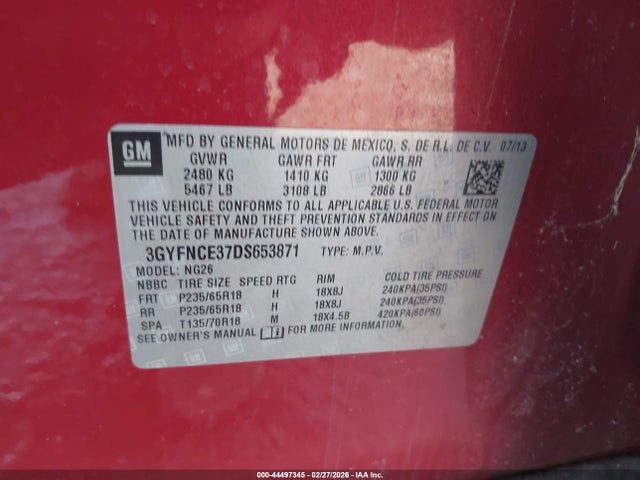 GM
MFD BY GENERAL MOTORS DE MEXICO, S. DE R.L. DE C.V. 07/13
GVWR GAWR FRT GAWR RR
2480 KG 1410 KG 1300 KG
5467 LB 3108 LB 2866 LB
THIS VEHICLE CONFORMS TO ALL APPLICABLE U.S. FEDERAL MOTOR
VEHICLE SAFETY AND THEFT PREVENTION STANDARDS IN EFFECT ON
THE DATE OF MANUFACTURE SHOWN ABOVE.
3GYFNCE37DS653871 TYPE: M.P.V.
MODEL: NG26
NBBC TIRE SIZE SPEED RTG RIM COLD TIRE PRESSURE
FRT P235/65R18 H 18X8J 240KPA(35PSI)
RR P235/65R18 H 18X8J 240KPA(35PSI)
SPA T135/70R18 M 18X4.5B 420KPA(60PSI)
SEE OWNER'S MANUAL FOR MORE INFORMATION.
000-44497345 - 02/27/2026 - IAA Inc.